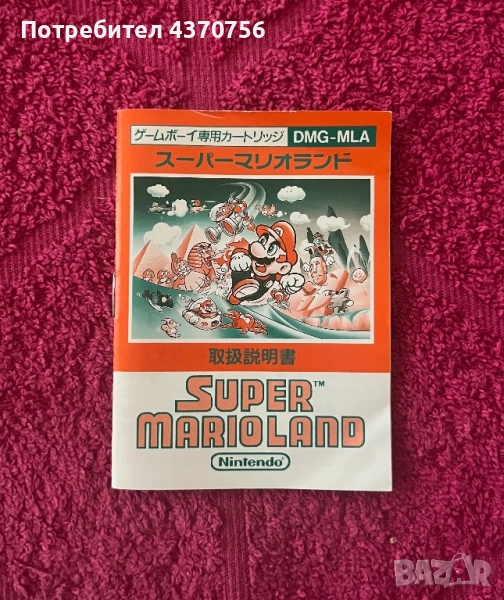 Потребител 4370756
ゲームボーイ専用カートリッジ DMG-MLA
スーパーマリオランド
取扱説明書
SUPER™
MARIOLAND
Nintendo
BAZAR